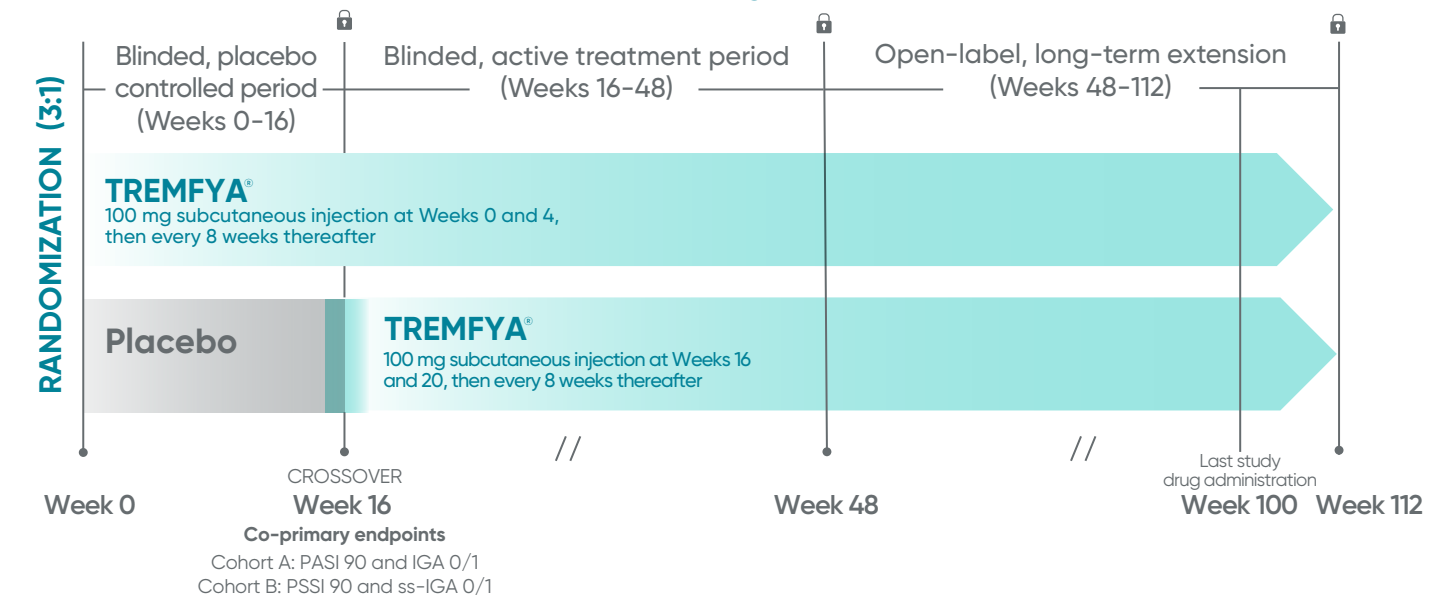 Blinded, placebo
controlled period
(Weeks 0-16)
Blinded, active treatment period
(Weeks 16-48)
Open-label, long-term extension
(Weeks 48-112)
RANDOMIZATION (3:1)
TREMFYA®
100 mg subcutaneous injection at Weeks 0 and 4,
then every 8 weeks thereafter
Placebo
TREMFYA®
100 mg subcutaneous injection at Weeks 16
and 20, then every 8 weeks thereafter
//
//
Week 0
CROSSOVER
Week 16
Co-primary endpoints
Cohort A: PASI 90 and IGA 0/1
Cohort B: PSSI 90 and ss-IGA 0/1
Week 48
Last study
drug administration
Week 100
Week 112